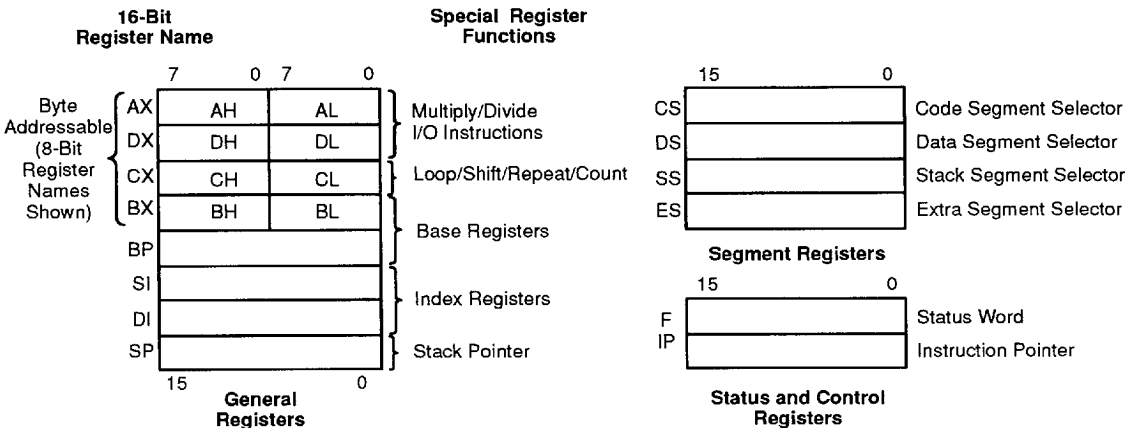 16-Bit
Register Name
Special Register
Functions
7 0 7 0
Byte
Addressable
(8-Bit
Register
Names
Shown)
AX AH AL
DX DH DL
CX CH CL
BX BH BL
BP
SI
DI
SP
15 0
General
Registers
Multiply/Divide
I/O Instructions
Loop/Shift/Repeat/Count
Base Registers
Index Registers
Stack Pointer
15 0
CS Code Segment Selector
DS Data Segment Selector
SS Stack Segment Selector
ES Extra Segment Selector
Segment Registers
15 0
F Status Word
IP Instruction Pointer
Status and Control
Registers